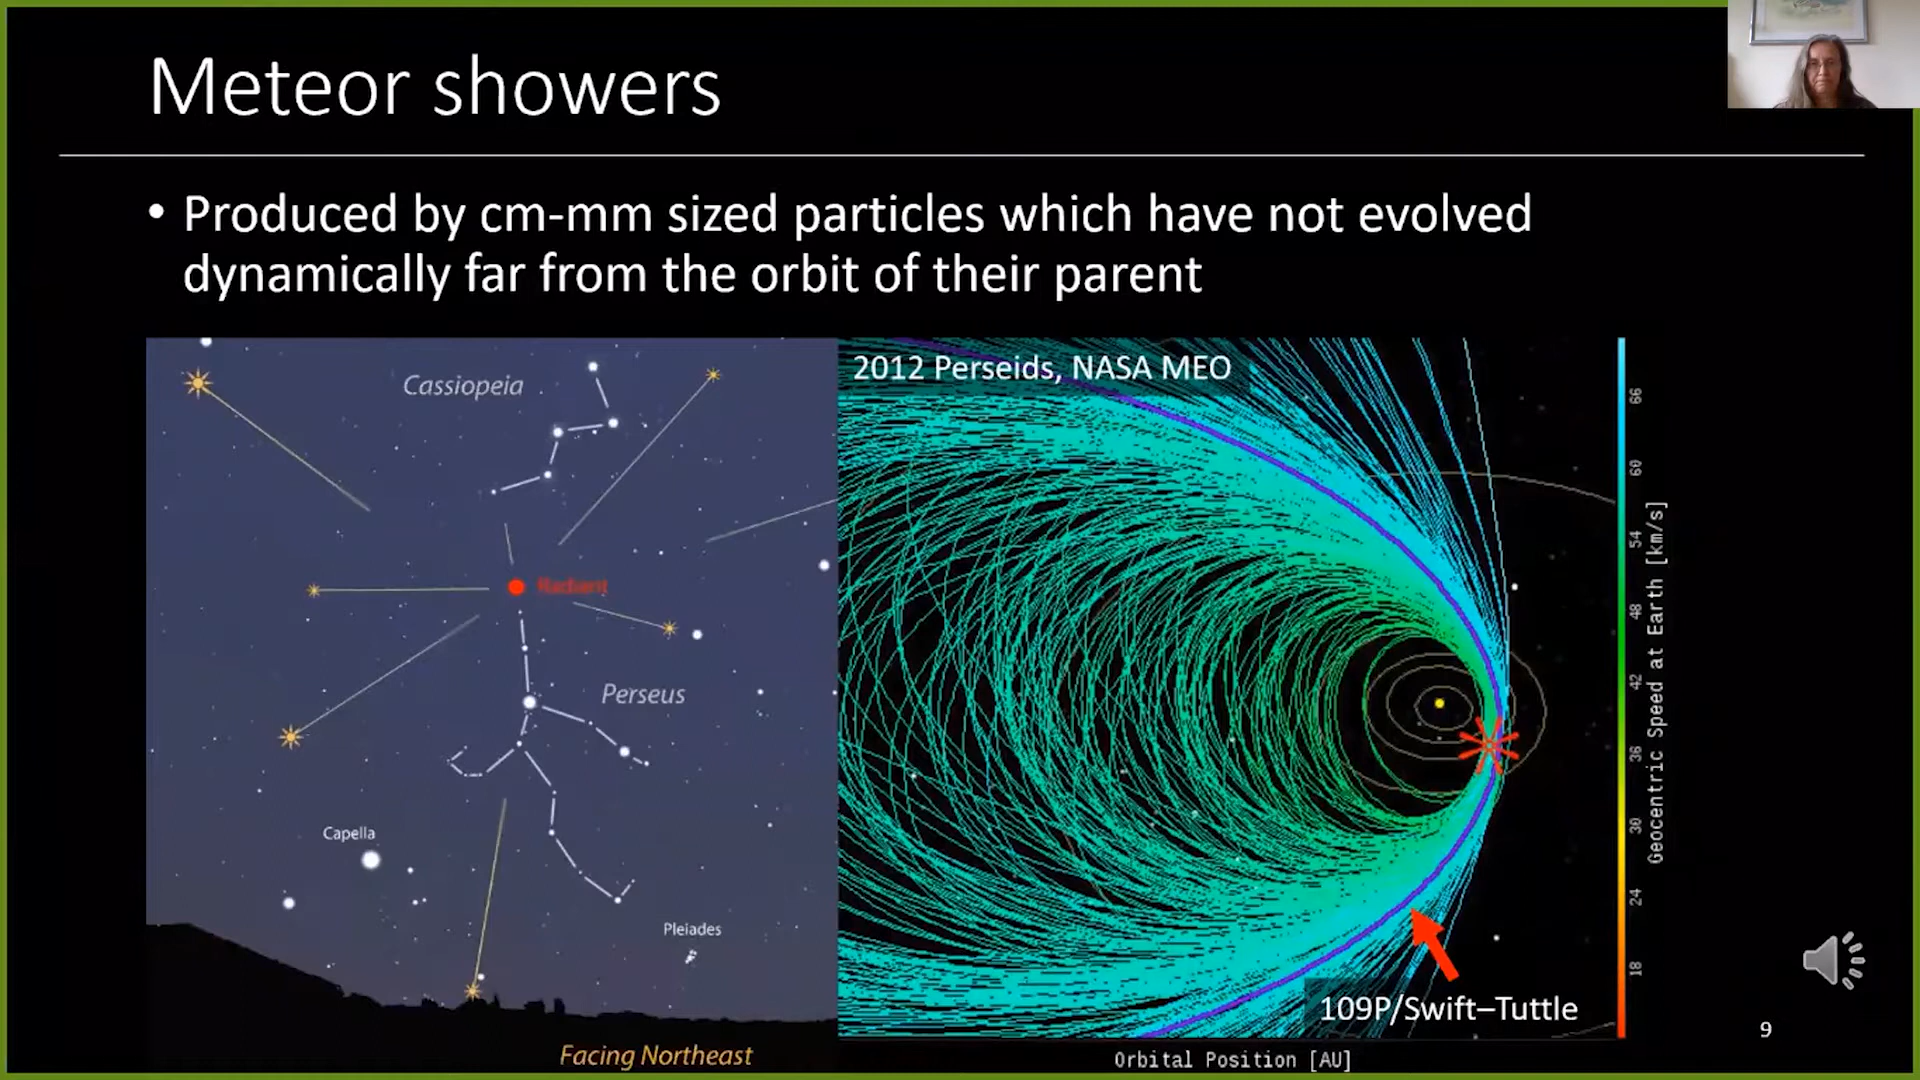 Meteor showers
• Produced by cm-mm sized particles which have not evolved
dynamically far from the orbit of their parent
Cassiopeia
Radiant
Perseus
Capella
Pleiades
Facing Northeast
2012 Perseids, NASA MEO
109P/Swift–Tuttle
Orbital Position [AU]
66
60
54
48
42
36
30
24
18
Geocentric Speed at Earth [km/s]
9